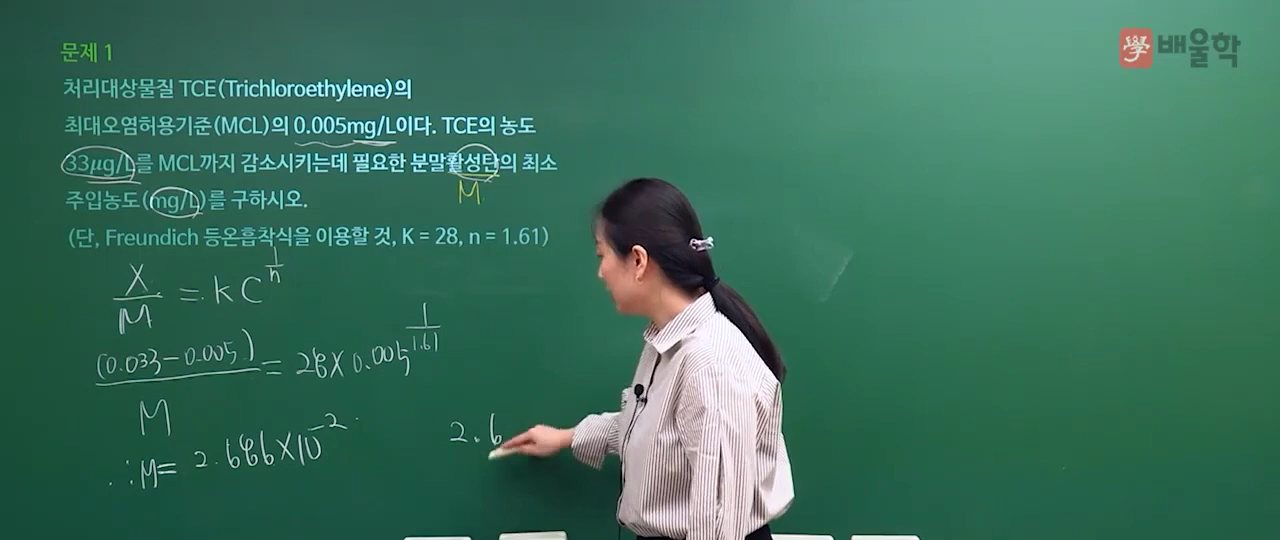 學 배울학
문제 1
처리대상물질 TCE(Trichloroethylene)의
최대오염허용기준(MCL)의 0.005mg/L이다. TCE의 농도
33μg/L를 MCL까지 감소시키는데 필요한 분말활성탄의 최소
M
주입농도(mg/L)를 구하시오.
(단, Freundich 등온흡착식을 이용할 것, K = 28, n = 1.61)
X/M = KC^(1/n)
(0.033-0.005)/M = 28×0.005^(1/1.61)
∴M= 2.686×10^-2
2.6